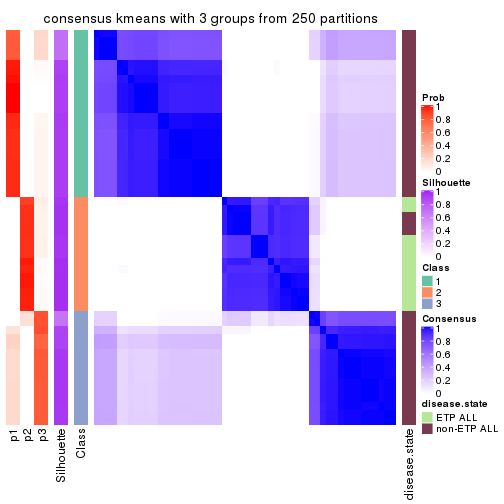 consensus kmeans with 3 groups from 250 partitions
Prob
1
0.8
0.6
0.4
0.2
0
Silhouette
1
0.8
0.6
0.4
0.2
0
Class
1
2
3
Consensus
1
0.8
0.6
0.4
0.2
0
disease.state
ETP ALL
non-ETP ALL
p1
p2
p3
Silhouette
Class
disease.state